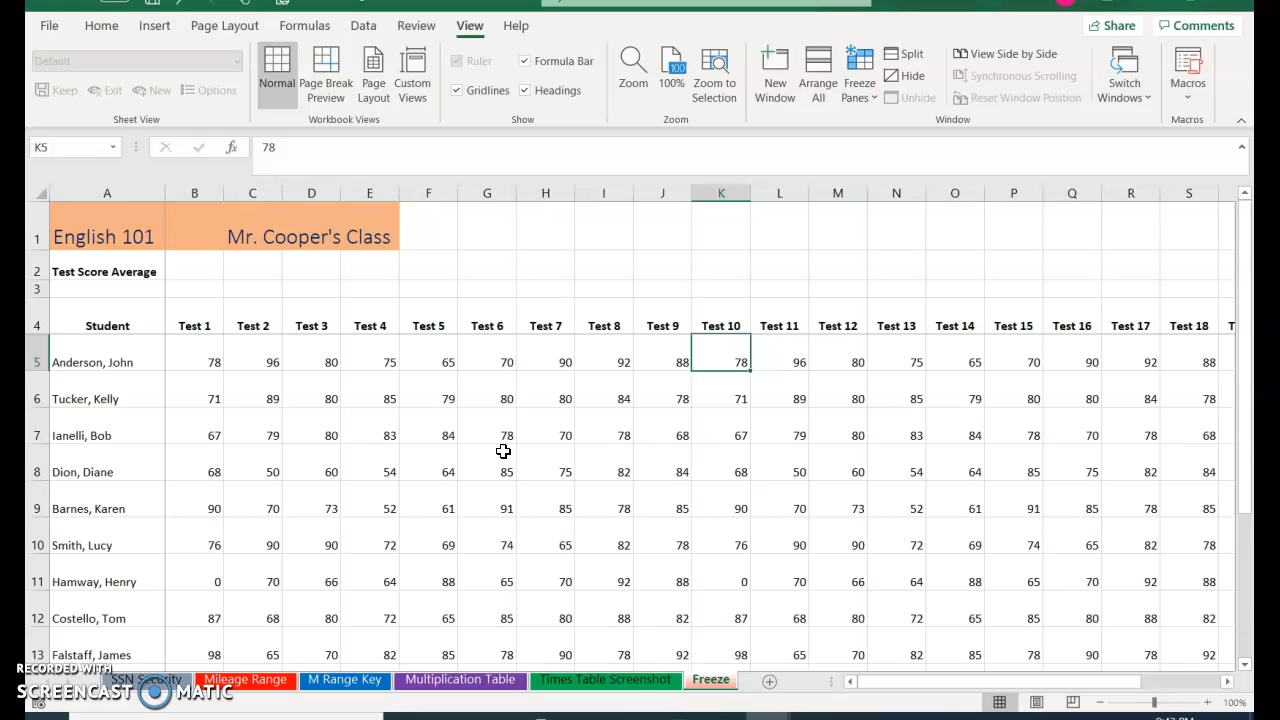 File Home Insert Page Layout Formulas Data Review View Help Share Comments
Default
Keep Exit New Options
Sheet View
Normal Page Break Preview Page Layout Custom Views
Workbook Views
Ruler Formula Bar
Gridlines Headings
Show
Zoom 100% Zoom to Selection
100
Zoom
New Window Arrange All Freeze Panes
Split
Hide
Unhide
View Side by Side
Synchronous Scrolling
Reset Window Position
Switch Windows
Window
Macros
Macros
K5 fx 78
A B C D E F G H I J K L M N O P Q R S
1 English 101 Mr. Cooper's Class
2 Test Score Average
3
4 Student Test 1 Test 2 Test 3 Test 4 Test 5 Test 6 Test 7 Test 8 Test 9 Test 10 Test 11 Test 12 Test 13 Test 14 Test 15 Test 16 Test 17 Test 18 T
5 Anderson, John 78 96 80 75 65 70 90 92 88 78 96 80 75 65 70 90 92 88
6 Tucker, Kelly 71 89 80 85 79 80 80 84 78 71 89 80 85 79 80 80 84 78
7 Ianelli, Bob 67 79 80 83 84 78 70 78 68 67 79 80 83 84 78 70 78 68
8 Dion, Diane 68 50 60 54 64 85 75 82 84 68 50 60 54 64 85 75 82 84
9 Barnes, Karen 90 70 73 52 61 91 85 78 85 90 70 73 52 61 91 85 78 85
10 Smith, Lucy 76 90 90 72 69 74 65 82 78 76 90 90 72 69 74 65 82 78
11 Hamway, Henry 0 70 66 64 88 65 70 92 88 0 70 66 64 88 65 70 92 88
12 Costello, Tom 87 68 80 72 65 85 80 88 82 87 68 80 72 65 85 80 88 82
13 Falstaff, James 98 65 70 82 85 78 90 78 92 98 65 70 82 85 78 90 78 92
RECORDED WITH
SCREENCAST MATIC
Security Mileage Range M Range Key Multiplication Table Times Table Screenshot Freeze
100%